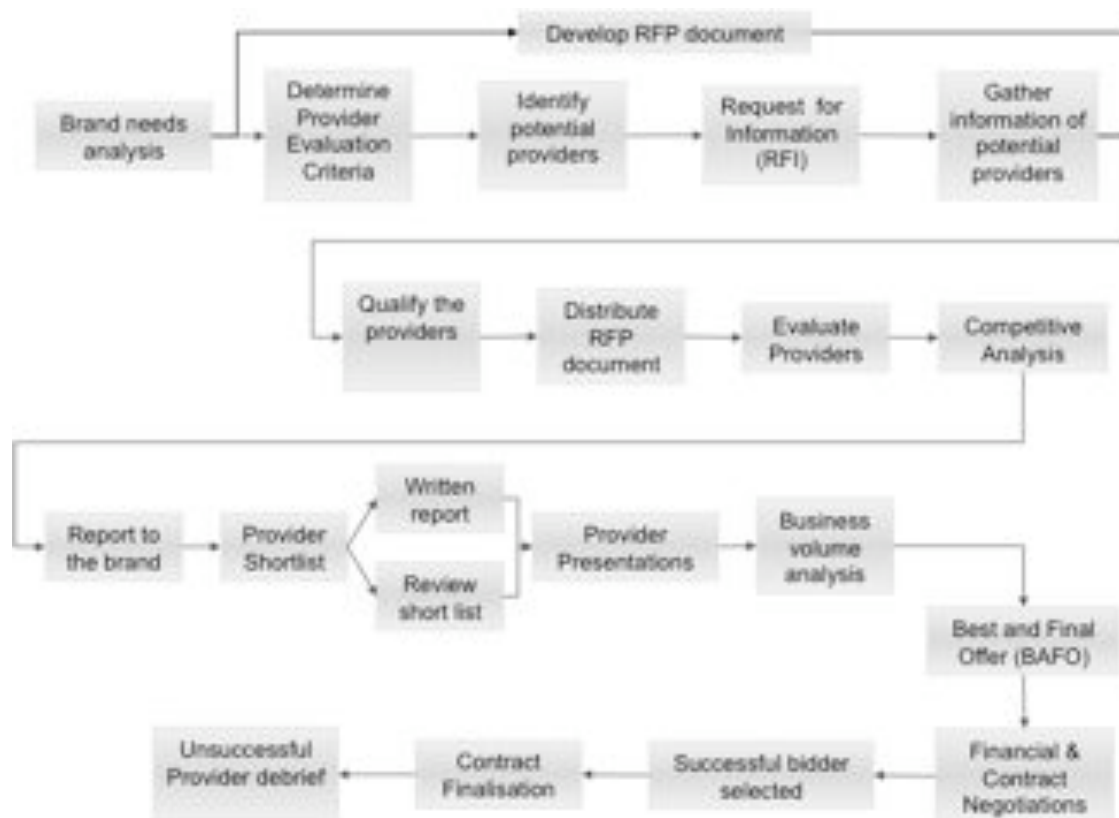 Develop RFP document
Brand needs
analysis
Determine
Provider
Evaluation
Criteria
Identify
potential
providers
Request for
Information
(RFI)
Gather
information of
potential
providers
Qualify the
providers
Distribute
RFP
document
Evaluate
Providers
Competitive
Analysis
Report to
the brand
Provider
Shortlist
Written
report
Review
short list
Provider
Presentations
Business
volume
analysis
Best and Final
Offer (BAFO)
Financial &
Contract
Negotiations
Successful bidder
selected
Contract
Finalisation
Unsuccessful
Provider debrief